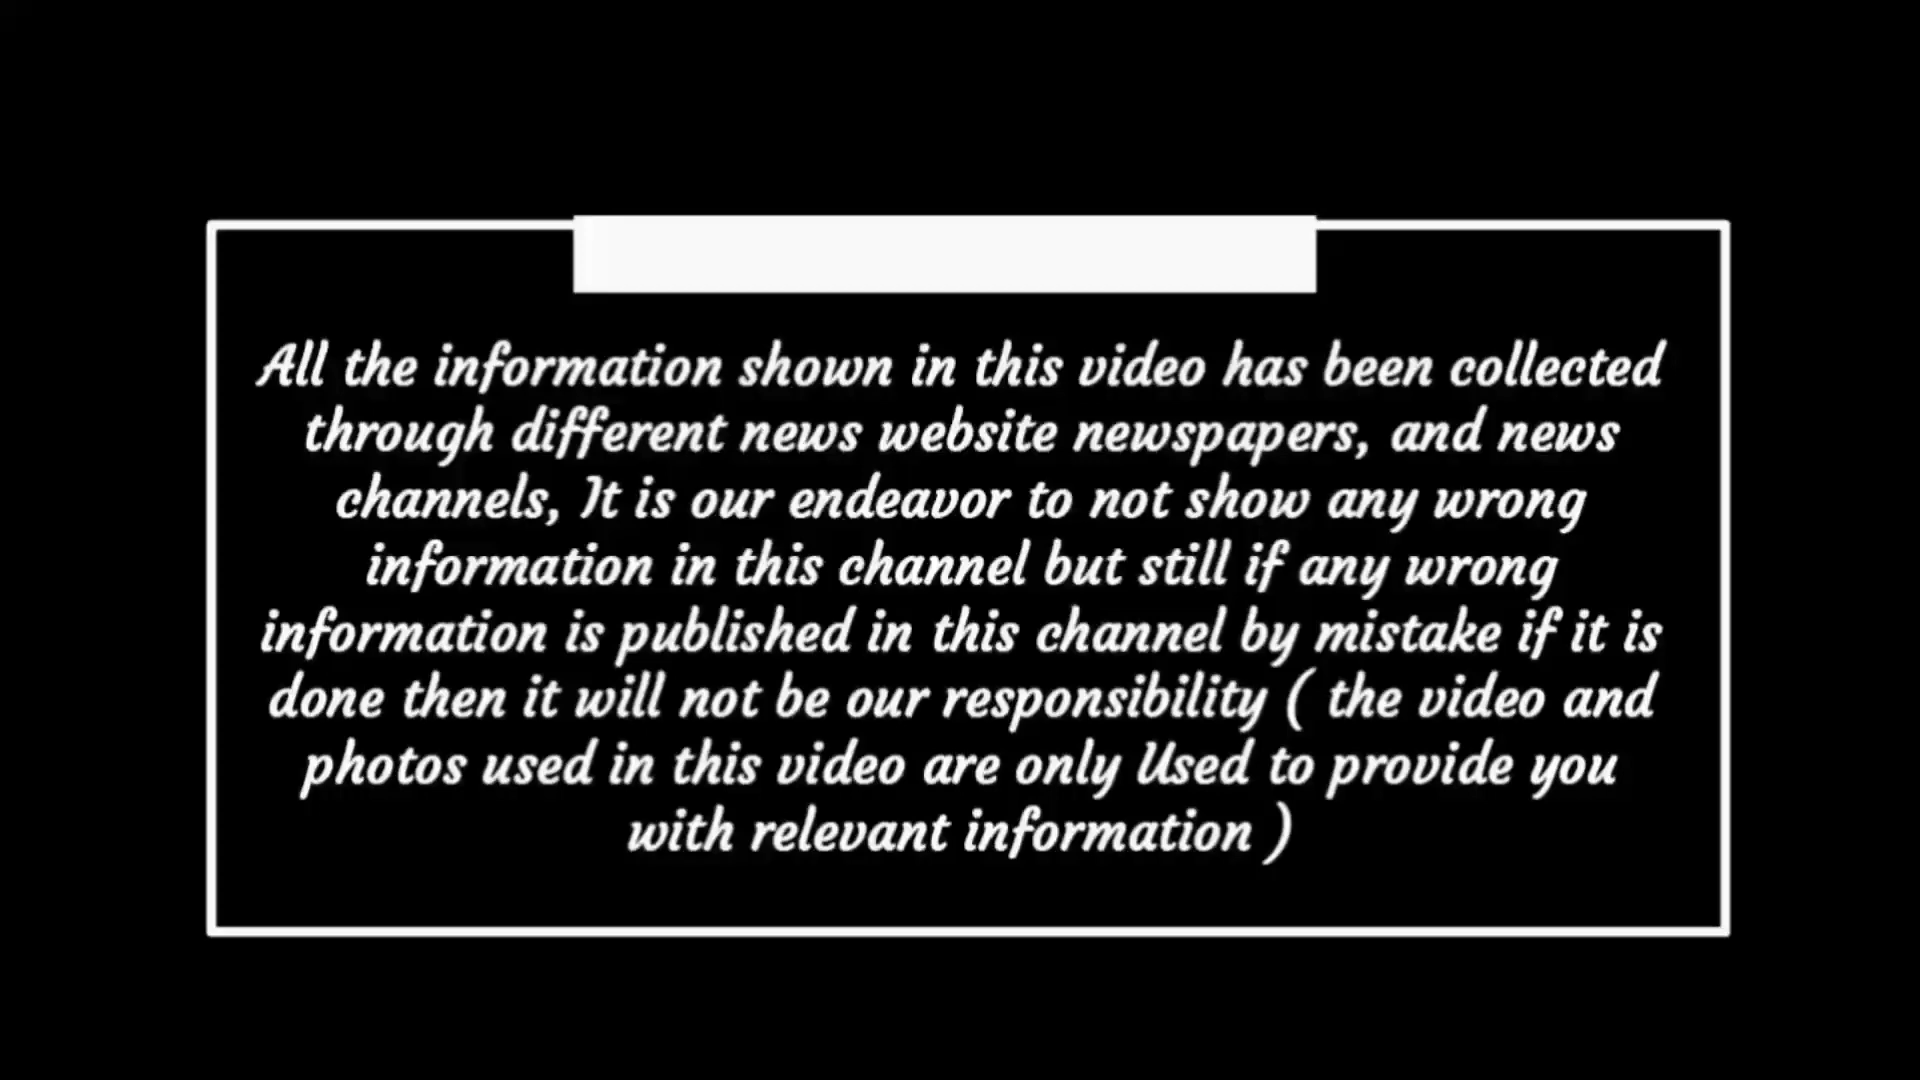 All the information shown in this video has been collected
through different news website newspapers, and news
channels, It is our endeavor to not show any wrong
information in this channel but still if any wrong
information is published in this channel by mistake if it is
done then it will not be our responsibility ( the video and
photos used in this video are only Used to provide you
with relevant information )